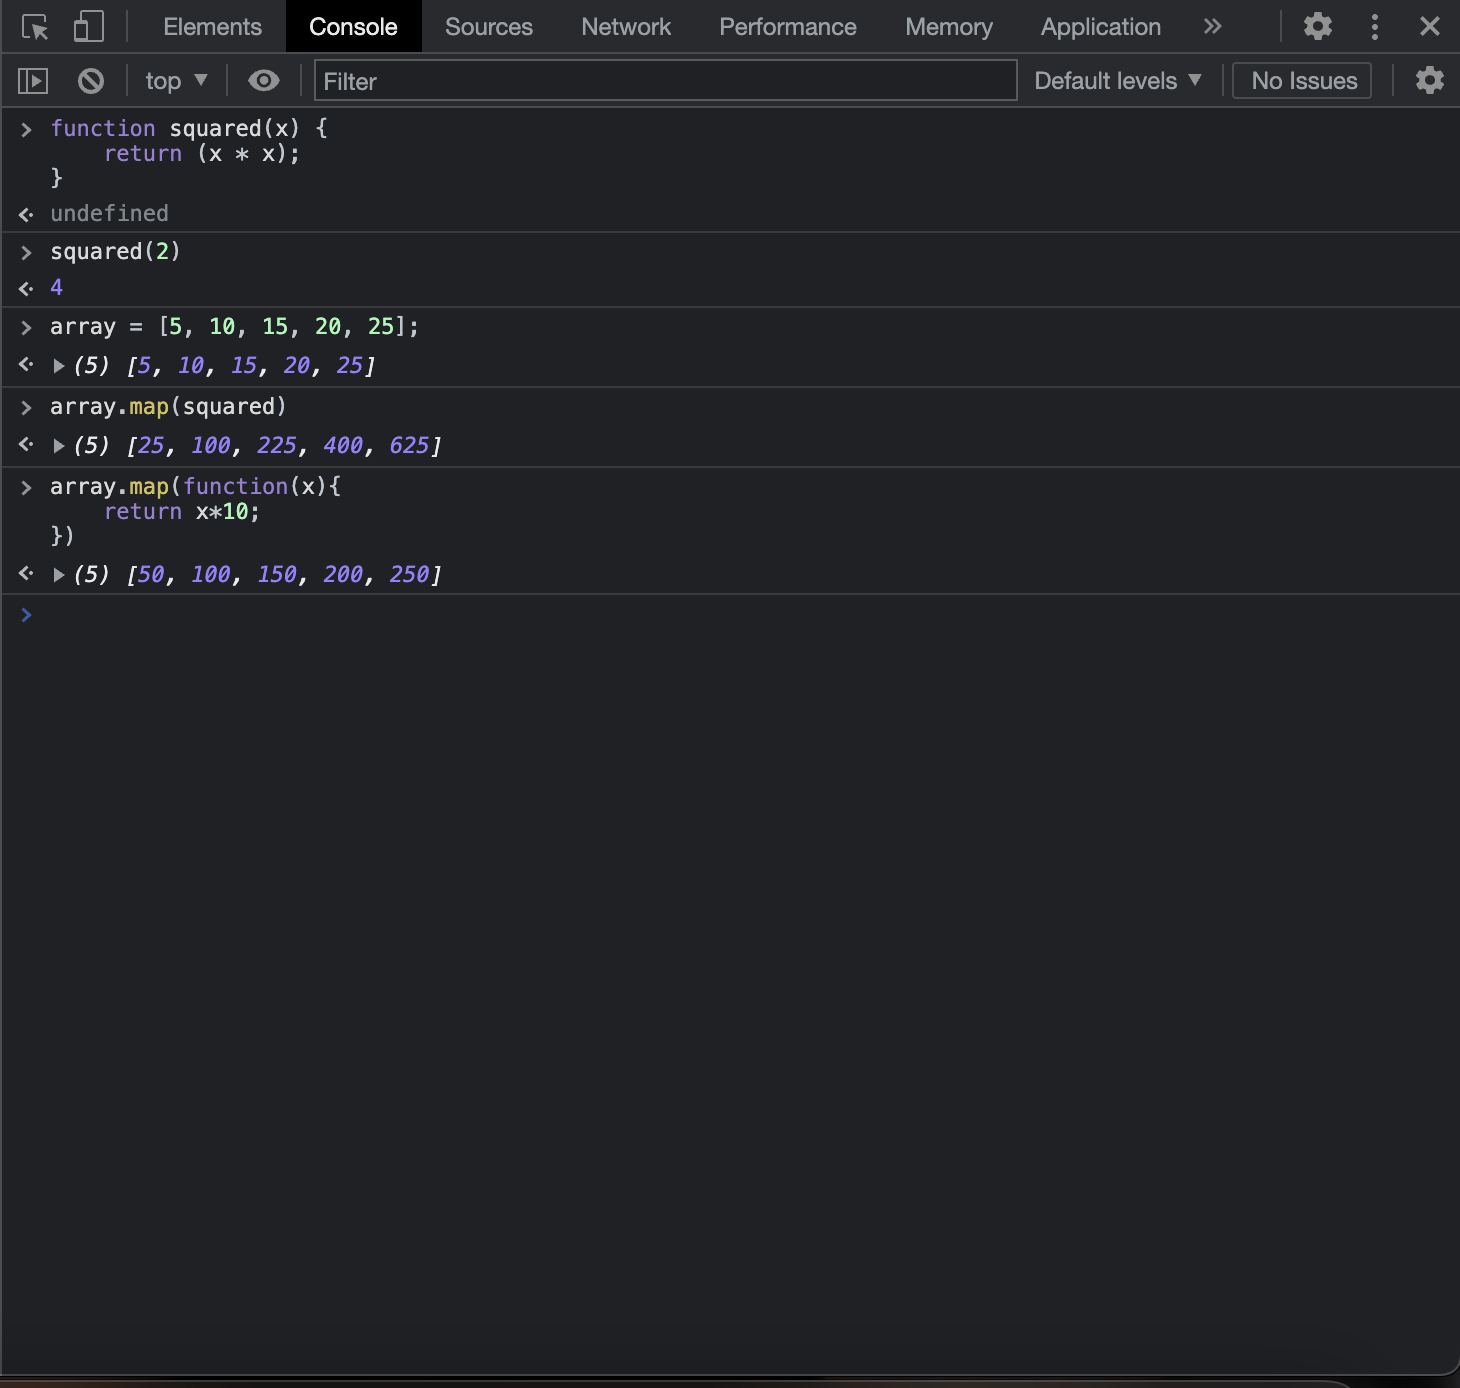 Elements Console Sources Network Performance Memory Application
top Filter Default levels No Issues
function squared(x) {
    return (x * x);
}
undefined
squared(2)
4
array = [5, 10, 15, 20, 25];
(5) [5, 10, 15, 20, 25]
array.map(squared)
(5) [25, 100, 225, 400, 625]
array.map(function(x){
    return x*10;
})
(5) [50, 100, 150, 200, 250]